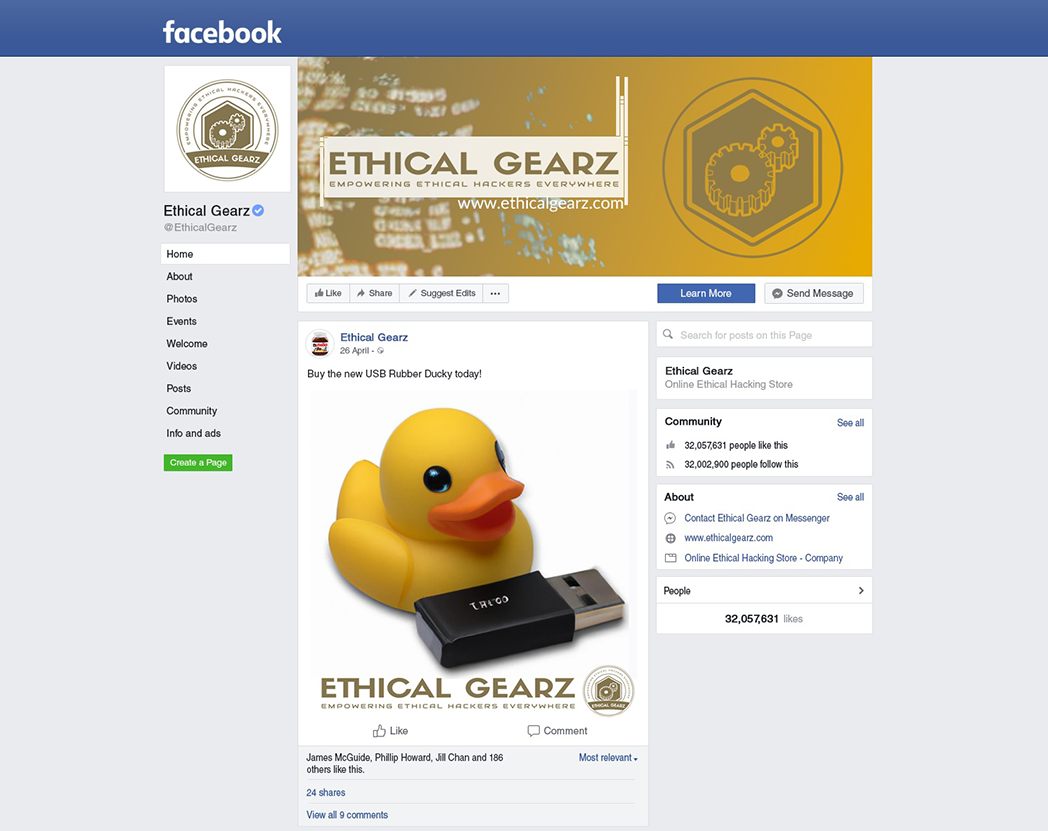 facebook
EMPOWERING ETHICAL HACKERS EVERYWHERE
ETHICAL GEARZ
Ethical Gearz
@EthicalGearz
Home
About
Photos
Events
Welcome
Videos
Posts
Community
Info and ads
Create a Page
ETHICAL GEARZ
EMPOWERING ETHICAL HACKERS EVERYWHERE
www.ethicalgearz.com
Like Share Suggest Edits ...
Learn More Send Message
Ethical Gearz
26 April -
Buy the new USB Rubber Ducky today!
ETHICAL GEARZ
EMPOWERING ETHICAL HACKERS EVERYWHERE
ETHICAL GEARZ
Like Comment
James McGuide, Phillip Howard, Jill Chan and 186
others like this.
Most relevant
24 shares
View all 9 comments
Search for posts on this Page
Ethical Gearz
Online Ethical Hacking Store
Community See all
32,057,631 people like this
32,002,900 people follow this
About See all
Contact Ethical Gearz on Messenger
www.ethicalgearz.com
Online Ethical Hacking Store - Company
People
32,057,631 likes